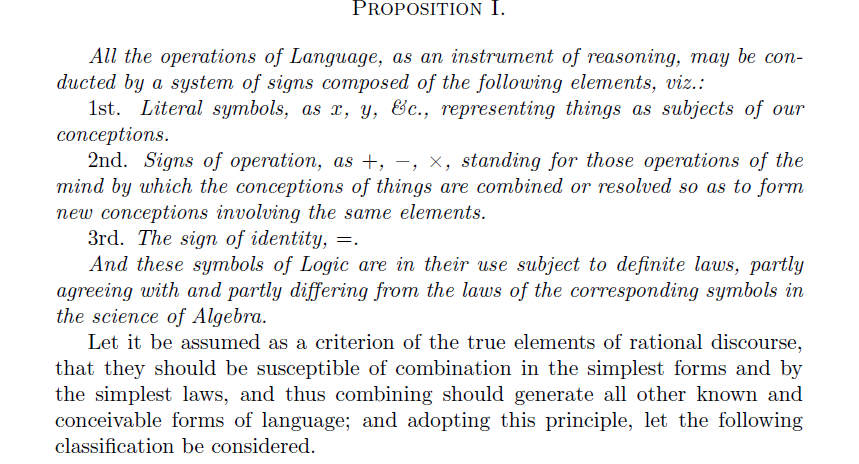 PROPOSITION I.
All the operations of Language, as an instrument of reasoning, may be con-
ducted by a system of signs composed of the following elements, viz.:
1st. Literal symbols, as x, y, &c., representing things as subjects of our
conceptions.
2nd. Signs of operation, as +, −, ×, standing for those operations of the
mind by which the conceptions of things are combined or resolved so as to form
new conceptions involving the same elements.
3rd. The sign of identity, =.
And these symbols of Logic are in their use subject to definite laws, partly
agreeing with and partly differing from the laws of the corresponding symbols in
the science of Algebra.
Let it be assumed as a criterion of the true elements of rational discourse,
that they should be susceptible of combination in the simplest forms and by
the simplest laws, and thus combining should generate all other known and
conceivable forms of language; and adopting this principle, let the following
classification be considered.